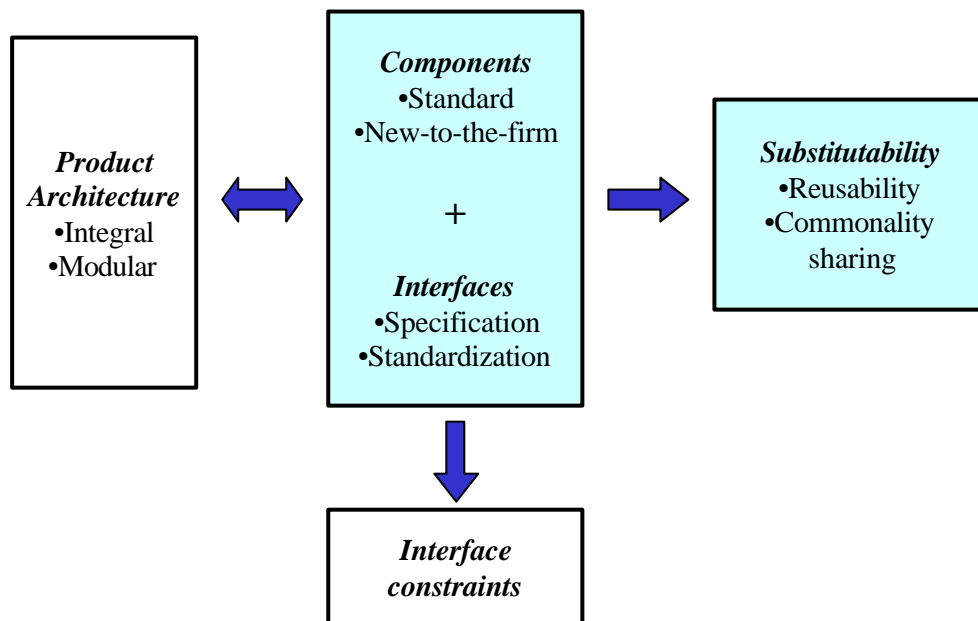 Product
Architecture
•Integral
•Modular
Components
•Standard
•New-to-the-firm
+
Interfaces
•Specification
•Standardization
Substitutability
•Reusability
•Commonality
sharing
Interface
constraints